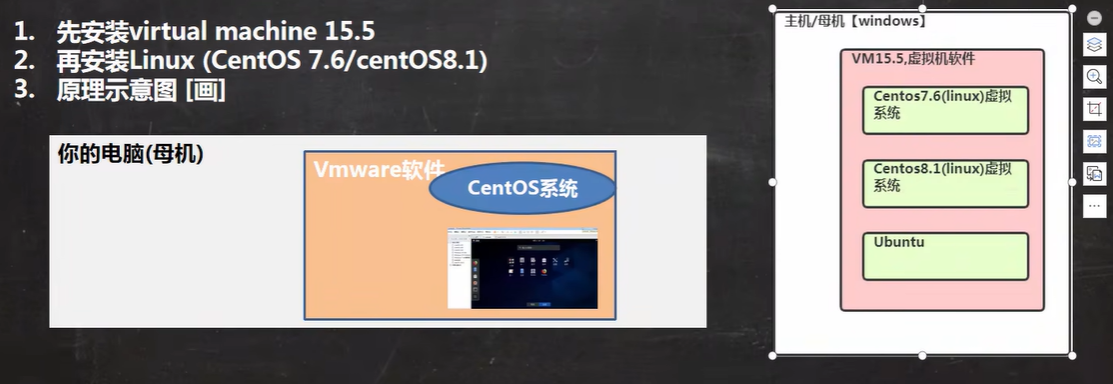 1. 先安装virtual machine 15.5
2. 再安装Linux (CentOS 7.6/centOS8.1)
3. 原理示意图 [画]
你的电脑(母机)
Vmware软件
CentOS系统
主机/母机【windows】
VM15.5,虚拟机软件
Centos7.6(linux)虚拟
系统
Centos8.1(linux)虚拟
系统
Ubuntu